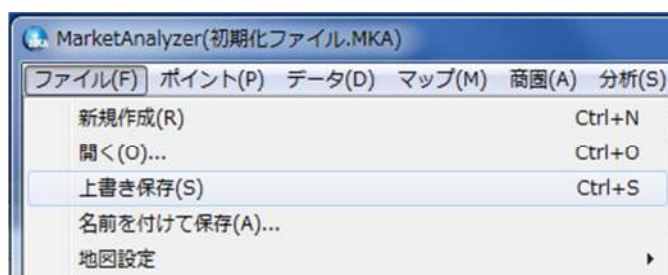 MarketAnalyzer(初期化ファイル.MKA)
ファイル(F) ポイント(P) データ(D) マップ(M) 商圏(A) 分析(S)
新規作成(R) Ctrl+N
開く(O)... Ctrl+O
上書き保存(S) Ctrl+S
名前を付けて保存(A)...
地図設定